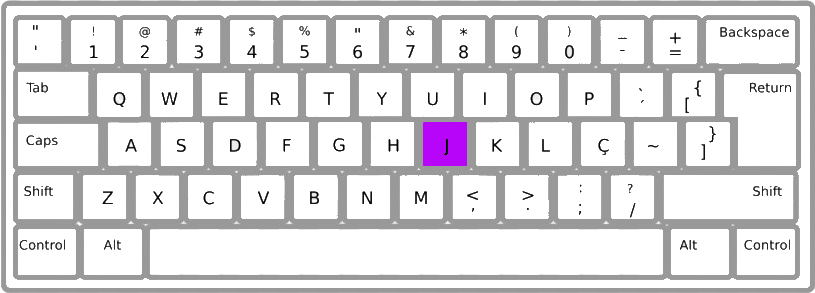 " ! @ # $ % " & * ( ) _ + Backspace
' 1 2 3 4 5 6 7 8 9 0 - =
Tab Q W E R T Y U I O P ` { Return
´ [
Caps A S D F G H J K L Ç ~ }
]
Shift Z X C V B N M < > : ? Shift
, . ; /
Control Alt Alt Control